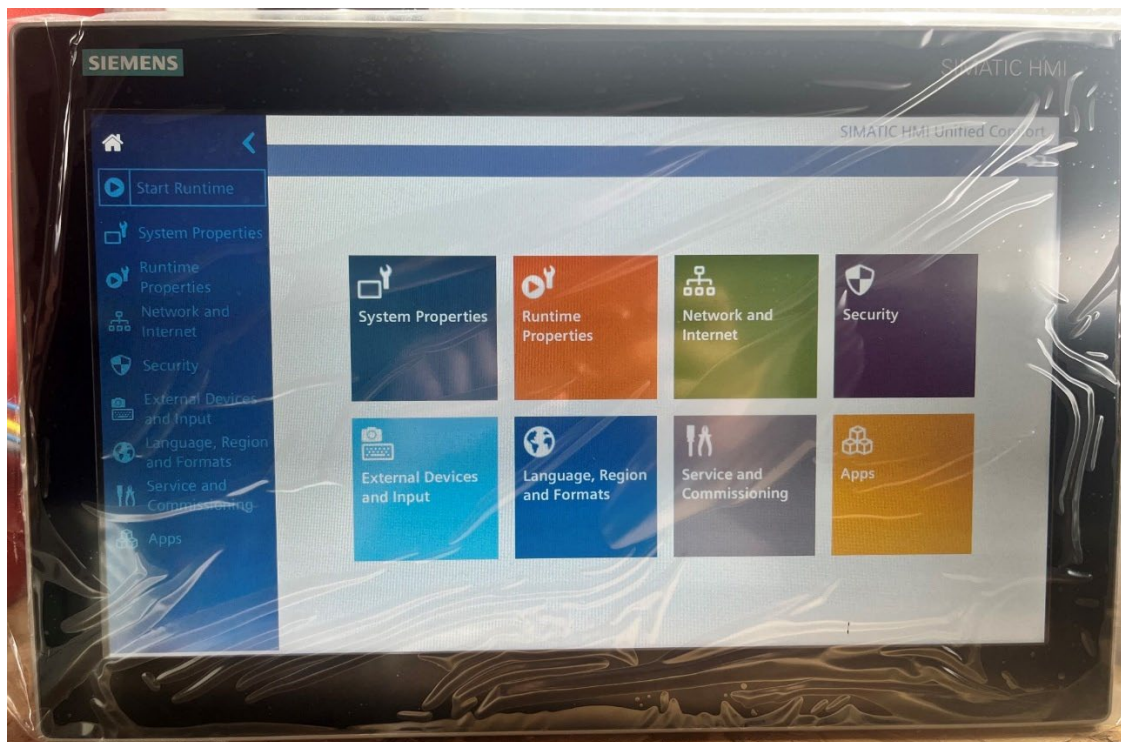 SIEMENS
SIMATIC HMI
SIMATIC HMI Unified Comfort
Start Runtime
System Properties
Runtime
Properties
Network and
Internet
Security
External Devices
and Input
Language, Region
and Formats
Service and
Commissioning
Apps
System Properties
Runtime
Properties
Network and
Internet
Security
External Devices
and Input
Language, Region
and Formats
Service and
Commissioning
Apps